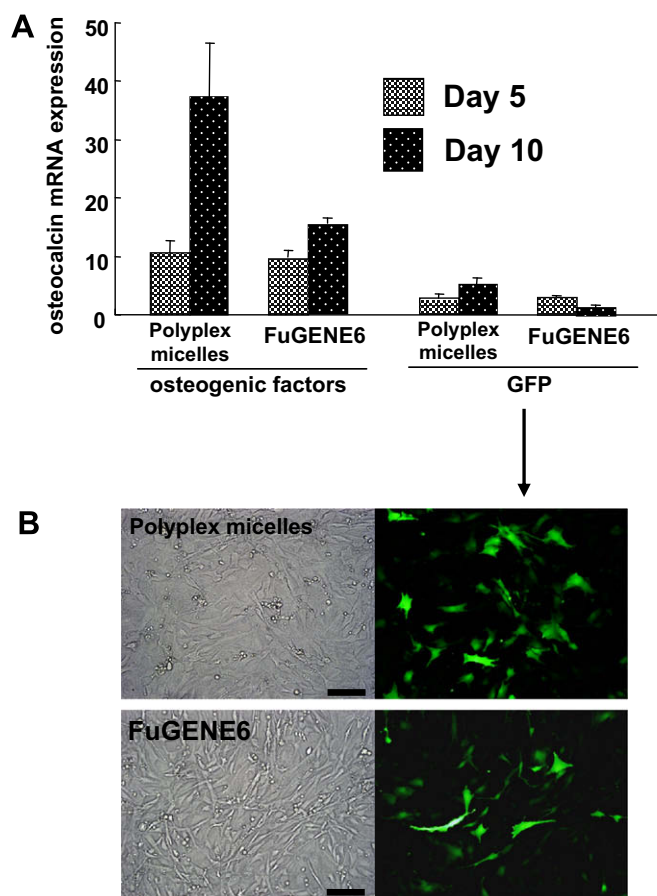 A
osteocalcin mRNA expression
50
40
30
20
10
0
Day 5
Day 10
Polyplex
micelles
FuGENE6
Polyplex
micelles
FuGENE6
osteogenic factors
GFP
B
Polyplex micelles
FuGENE6